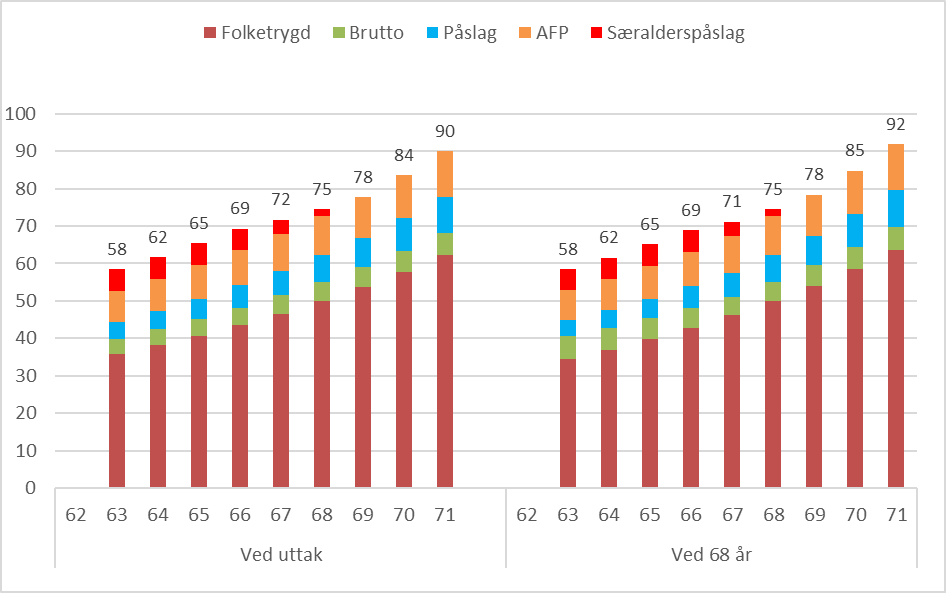 Folketrygd Brutto Påslag AFP Særalderspåslag
100
90
80
70
60
50
40
30
20
10
0
58 62 65 69 72 75 78 84 90
58 62 65 69 71 75 78 85 92
62 63 64 65 66 67 68 69 70 71 62 63 64 65 66 67 68 69 70 71
Ved uttak Ved 68 år